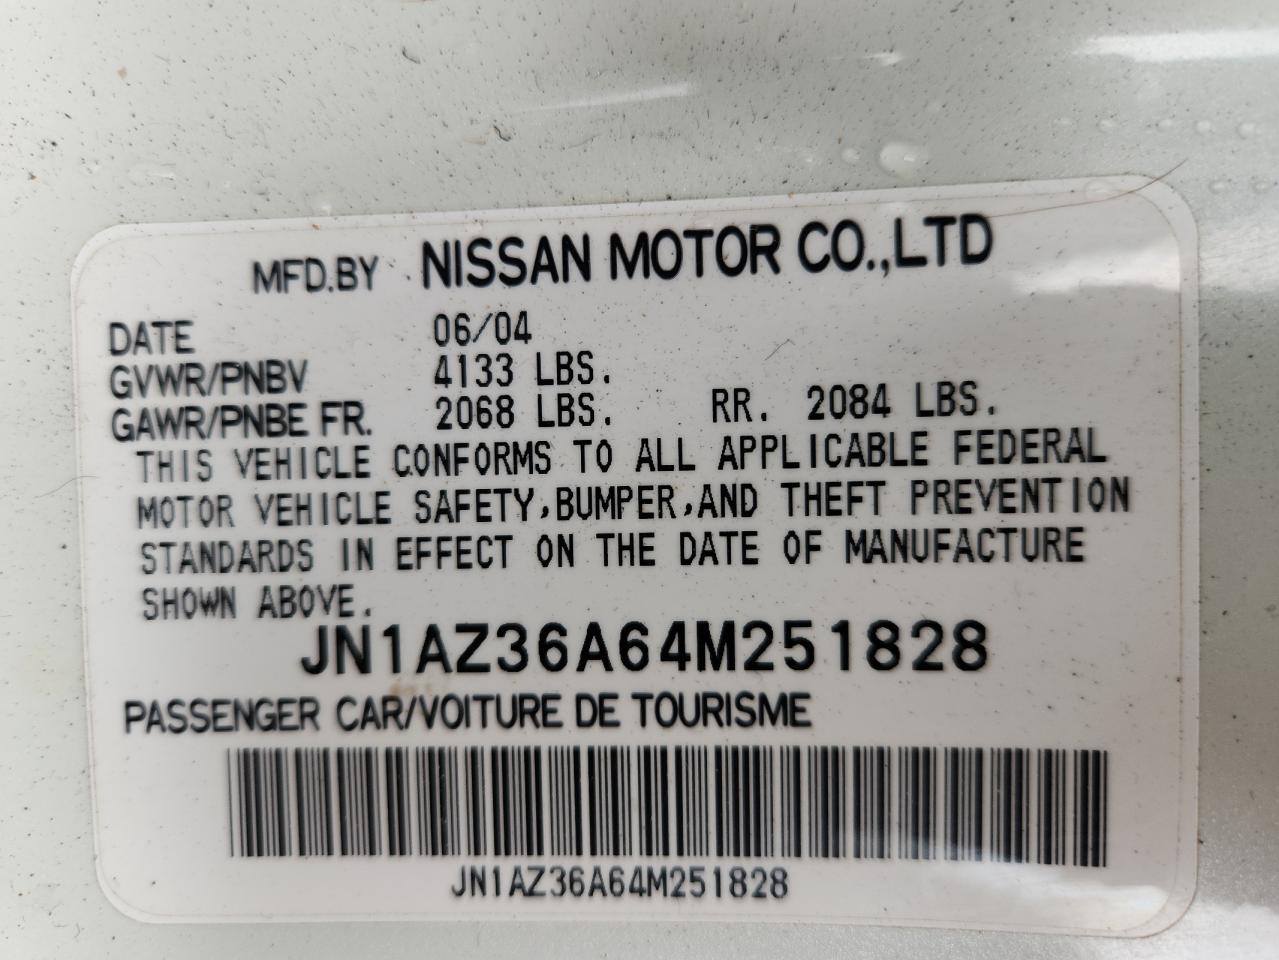 MFD.BY NISSAN MOTOR CO.,LTD
DATE 06/04
GVWR/PNBV 4133 LBS.
GAWR/PNBE FR. 2068 LBS. RR. 2084 LBS.
THIS VEHICLE CONFORMS TO ALL APPLICABLE FEDERAL
MOTOR VEHICLE SAFETY,BUMPER,AND THEFT PREVENTION
STANDARDS IN EFFECT ON THE DATE OF MANUFACTURE
SHOWN ABOVE.
JN1AZ36A64M251828
PASSENGER CAR/VOITURE DE TOURISME
JN1AZ36A64M251828